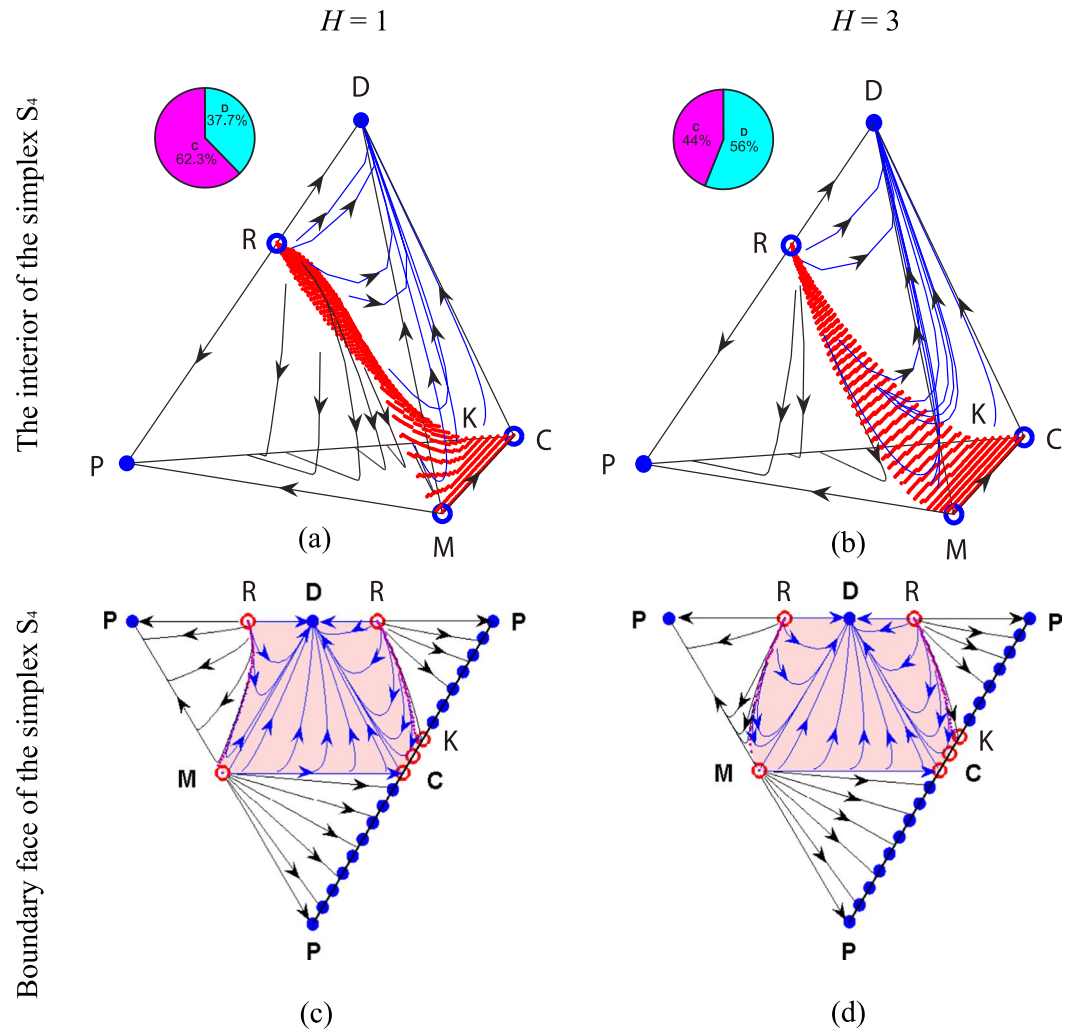 H = 1
H = 3
The interior of the simplex S4
D
D
37.7%
C
62.3%
R
P
K
C
M
(a)
D
C
44%
D
56%
R
P
K
C
M
(b)
Boundary face of the simplex S4
P
R
D
R
P
K
M
C
P
(c)
P
R
D
R
P
K
M
C
P
(d)